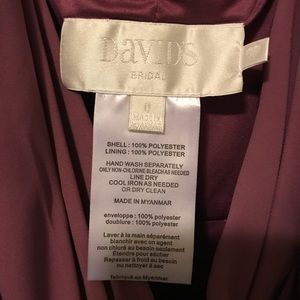 DAVID'S
BRIDAL
0
MADE IN
MYANMAR
SHELL : 100% POLYESTER
LINING : 100% POLYESTER
HAND WASH SEPARATELY
ONLY NON-CHLORINE BLEACH AS NEEDED
LINE DRY
COOL IRON AS NEEDED
OR DRY CLEAN
MADE IN MYANMAR
enveloppe : 100% polyester
doublure : 100% polyester
Laver à la main séparément
blanchir avec un agent
non chlore au besoin seulement
Étendre pour sécher
Repasser à froid au besoin
ou nettoyer à sec